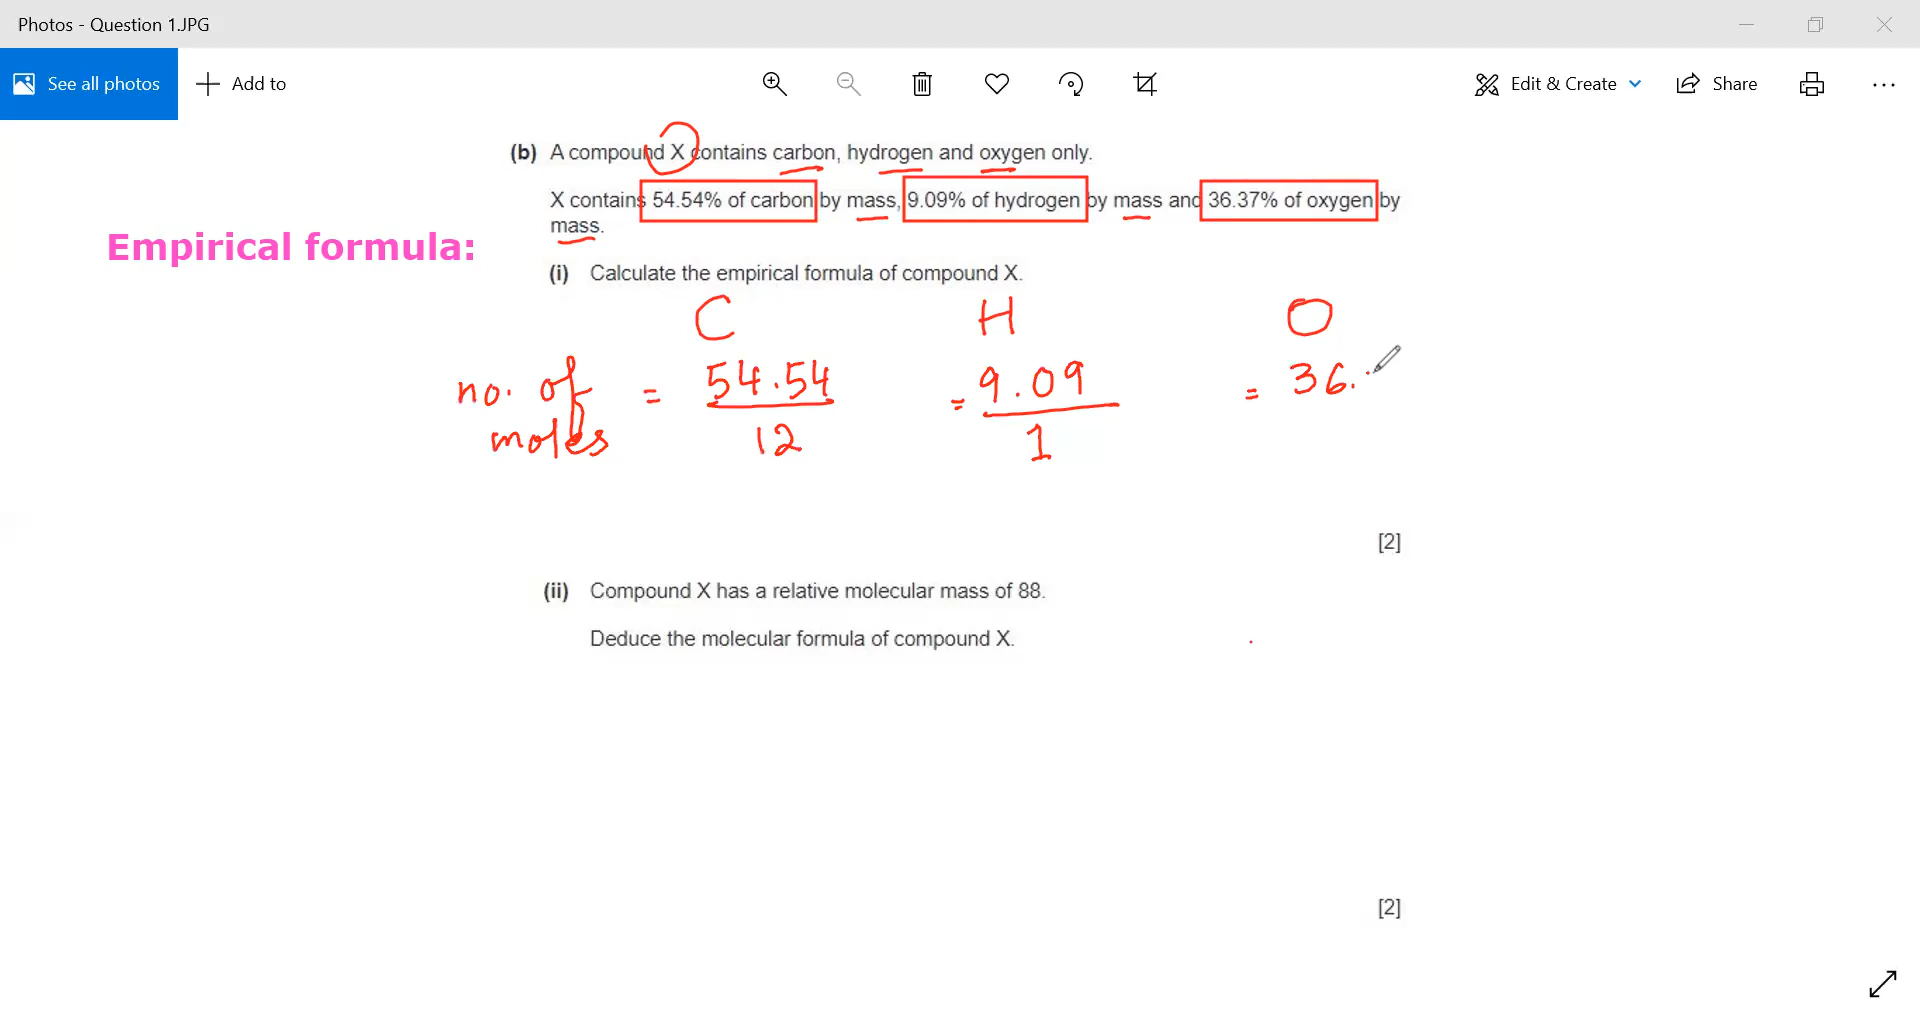 Photos - Question 1.JPG
See all photos
Add to
Edit & Create
Share
(b) A compound X contains carbon, hydrogen and oxygen only.
X contains 54.54% of carbon by mass, 9.09% of hydrogen by mass and 36.37% of oxygen by
mass.
Empirical formula:
(i) Calculate the empirical formula of compound X.
C H O
no. of = 54.54 = 9.09 = 36.
moles 12 1
[2]
(ii) Compound X has a relative molecular mass of 88.
Deduce the molecular formula of compound X.
[2]